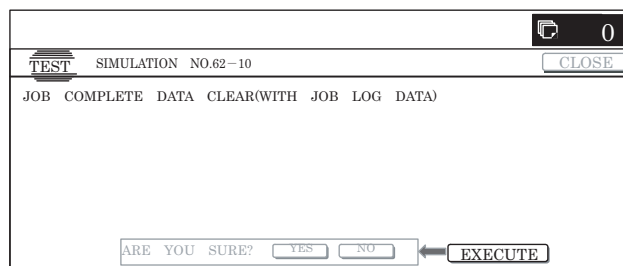 0
TEST SIMULATION NO.62－10 CLOSE
JOB COMPLETE DATA CLEAR(WITH JOB LOG DATA)
ARE YOU SURE? YES NO EXECUTE